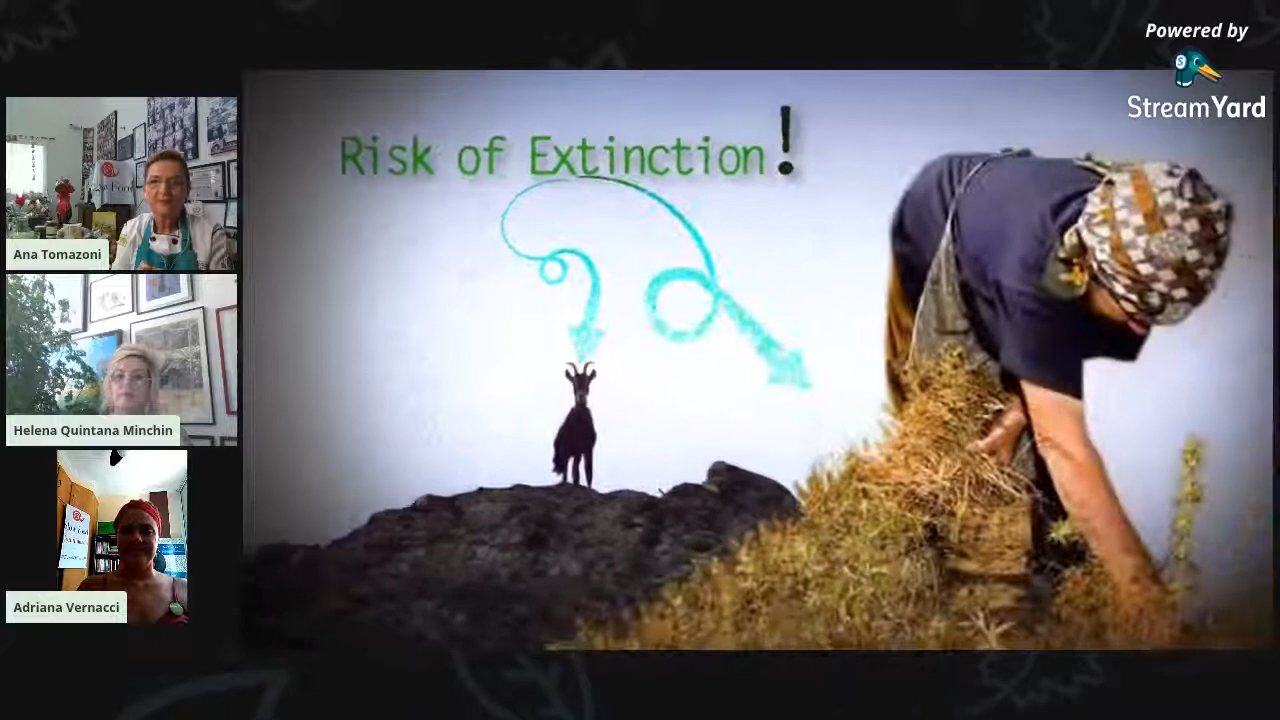 Powered by
StreamYard
Risk of Extinction!
Ana Tomazoni
Helena Quintana Minchin
Adriana Vernacci